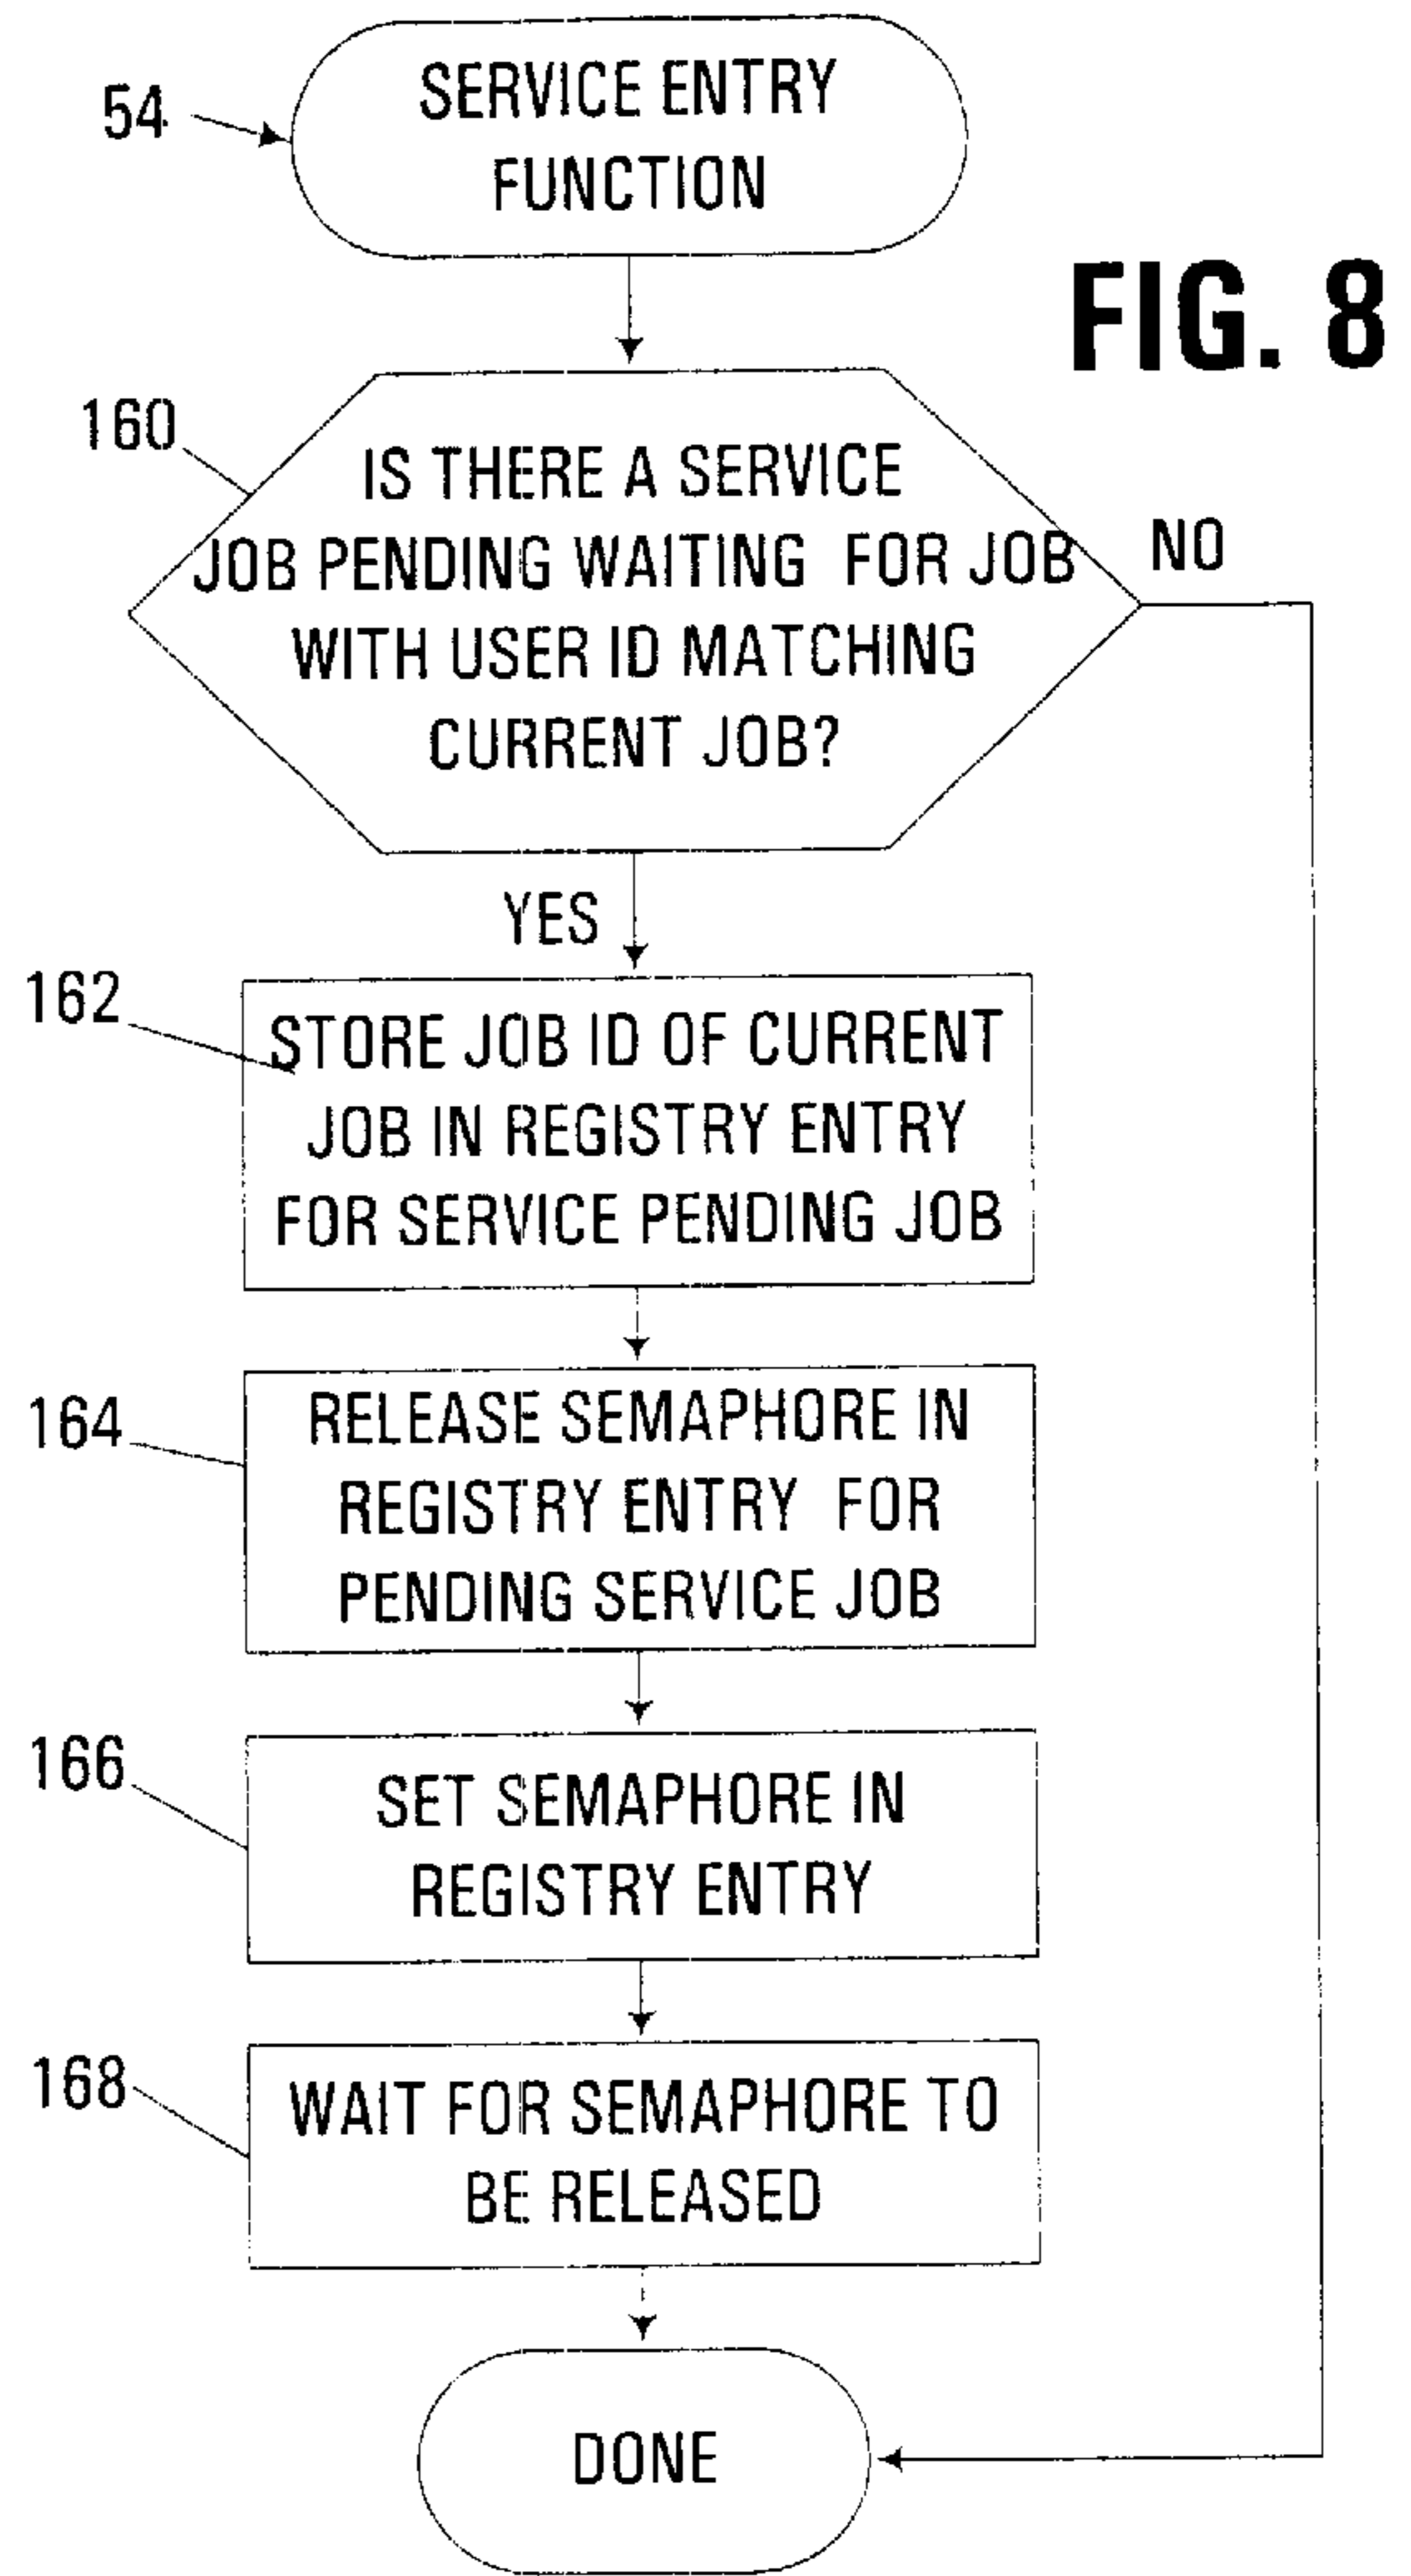 54
SERVICE ENTRY
FUNCTION
FIG. 8
160
IS THERE A SERVICE
JOB PENDING WAITING FOR JOB
WITH USER ID MATCHING
CURRENT JOB?
NO
YES
162
STORE JOB ID OF CURRENT
JOB IN REGISTRY ENTRY
FOR SERVICE PENDING JOB
164
RELEASE SEMAPHORE IN
REGISTRY ENTRY FOR
PENDING SERVICE JOB
166
SET SEMAPHORE IN
REGISTRY ENTRY
168
WAIT FOR SEMAPHORE TO
BE RELEASED
DONE